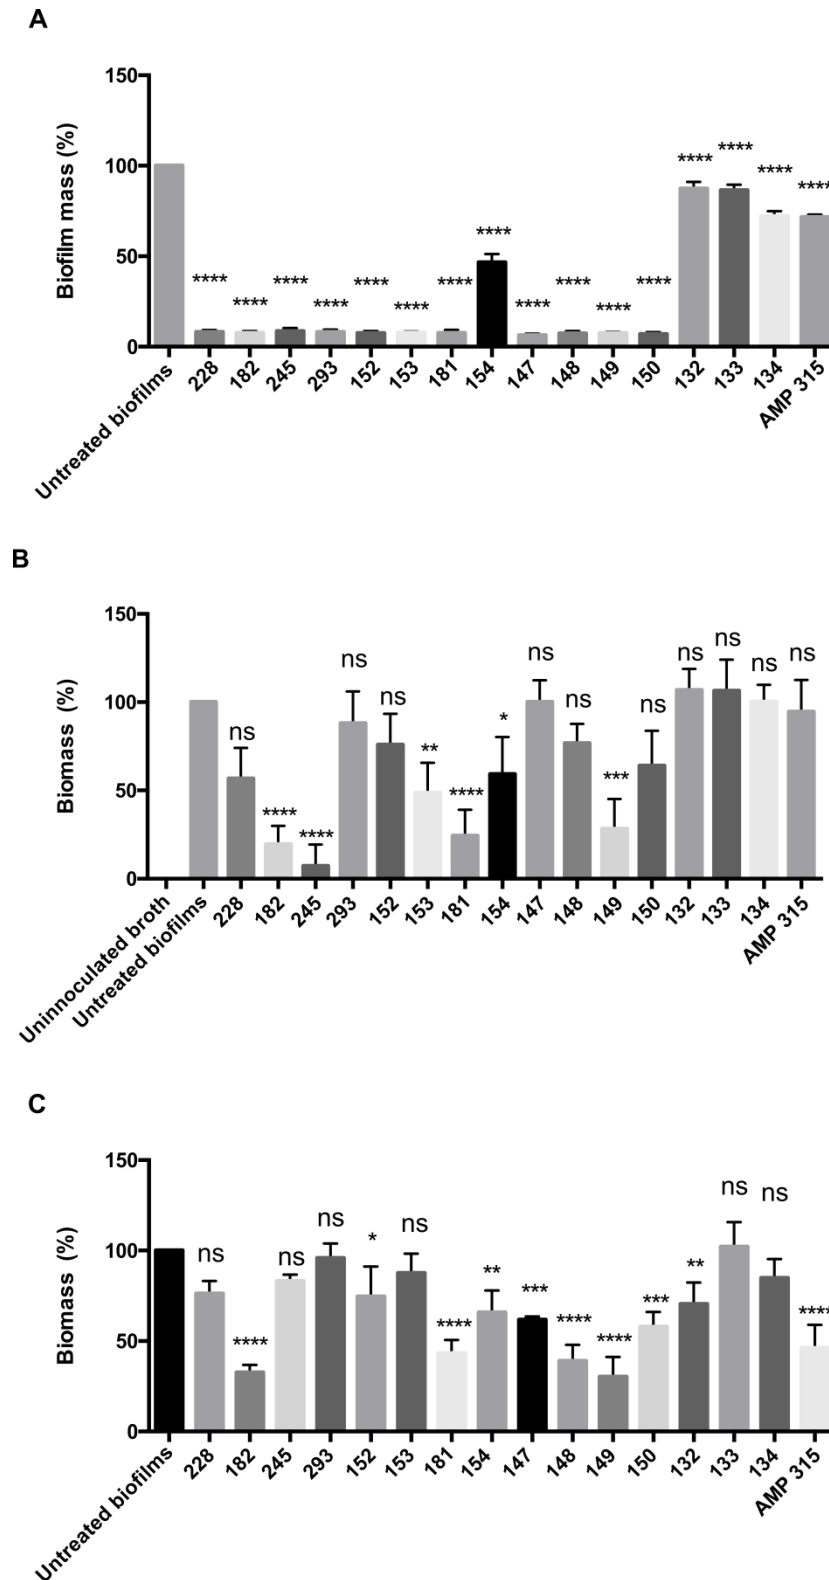 A
Biofilm mass (%)
150
100
50
0
**** **** **** **** **** **** **** **** **** **** **** **** **** **** **** ****
Untreated biofilms 228 182 245 293 152 153 181 154 147 148 149 150 132 133 134 AMP 315
B
Biomass (%)
150
100
50
0
ns **** **** ns ns ** **** * ns ns *** ns ns ns ns ns
Uninnoculated broth Untreated biofilms 228 182 245 293 152 153 181 154 147 148 149 150 132 133 134 AMP 315
C
Biomass (%)
150
100
50
0
ns **** ns ns * ns **** ** *** **** **** *** ** ns ns ****
Untreated biofilms 228 182 245 293 152 153 181 154 147 148 149 150 132 133 134 AMP 315